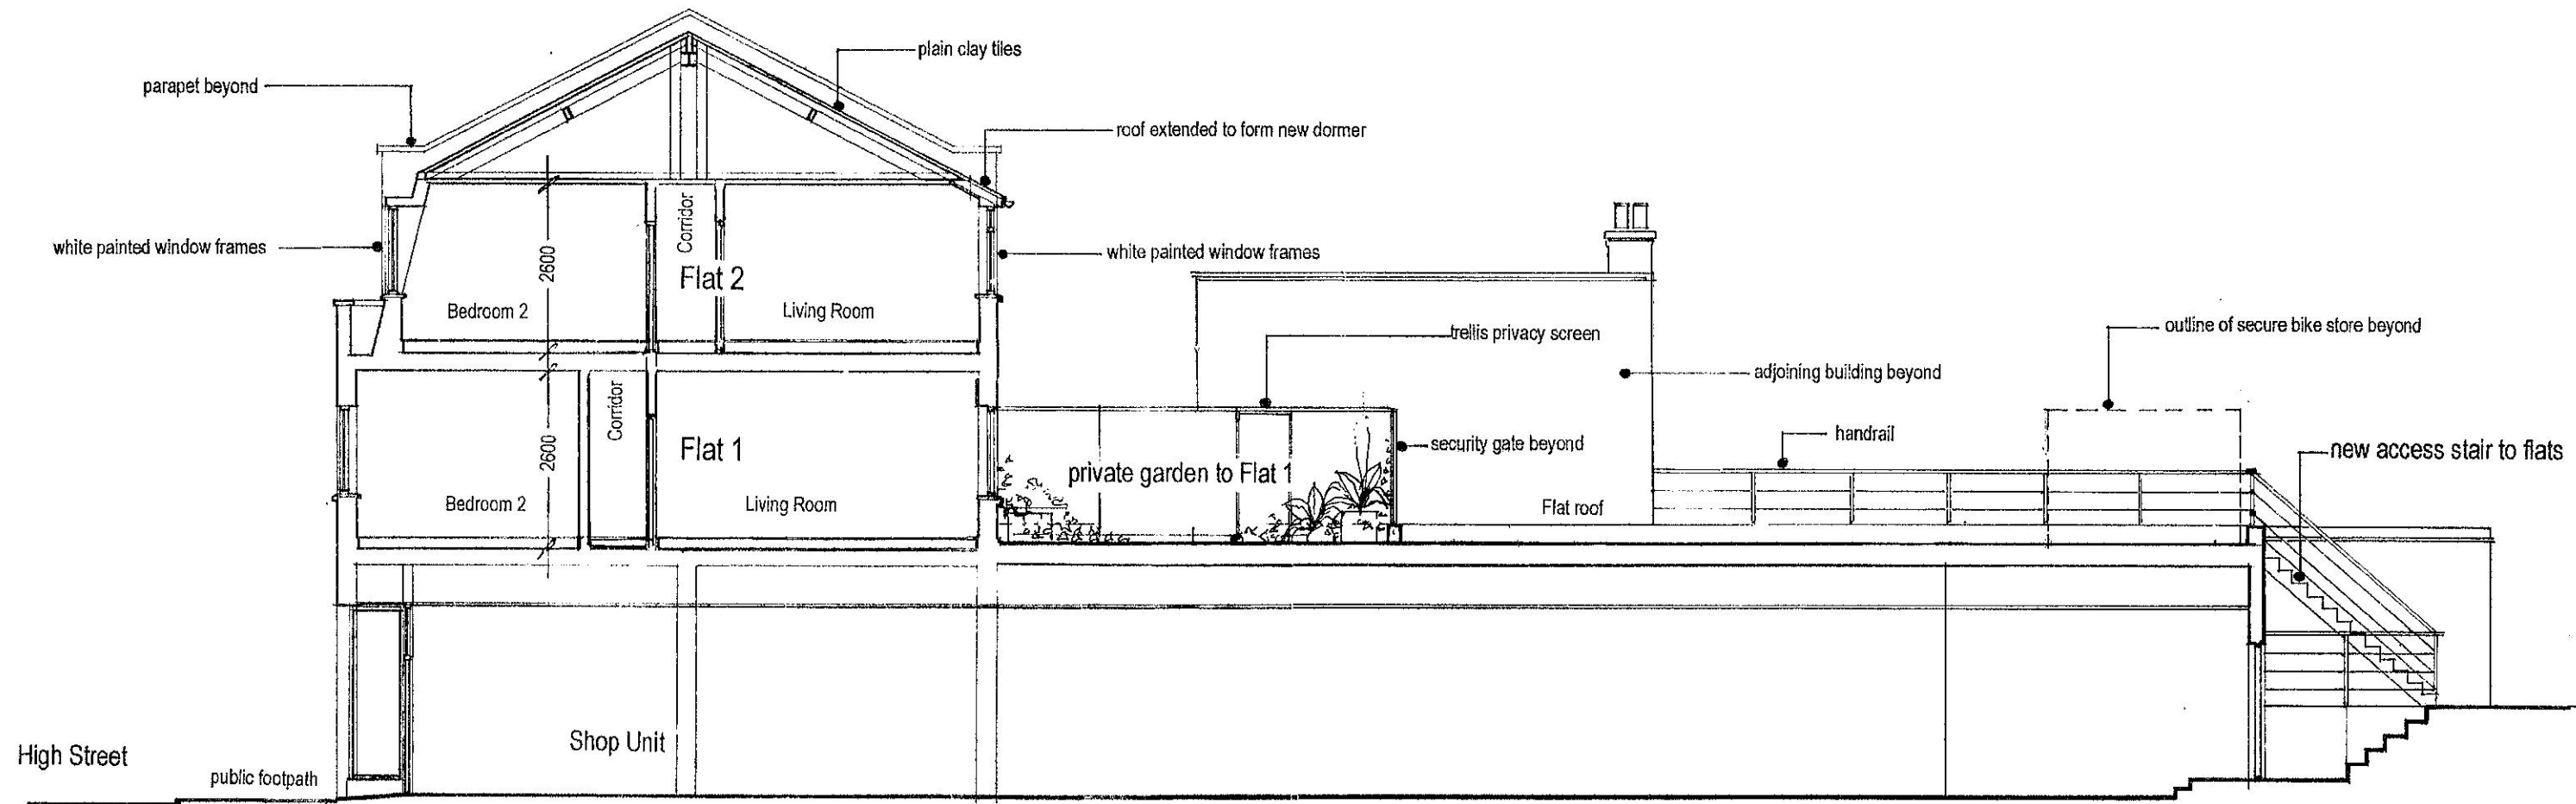 plain clay tiles
parapet beyond
roof extended to form new dormer
white painted window frames
Corridor
2600
Flat 2
white painted window frames
Bedroom 2
Living Room
trellis privacy screen
outline of secure bike store beyond
adjoining building beyond
Corridor
2600
Flat 1
security gate beyond
handrail
new access stair to flats
private garden to Flat 1
Bedroom 2
Living Room
Flat roof
High Street
Shop Unit
public footpath